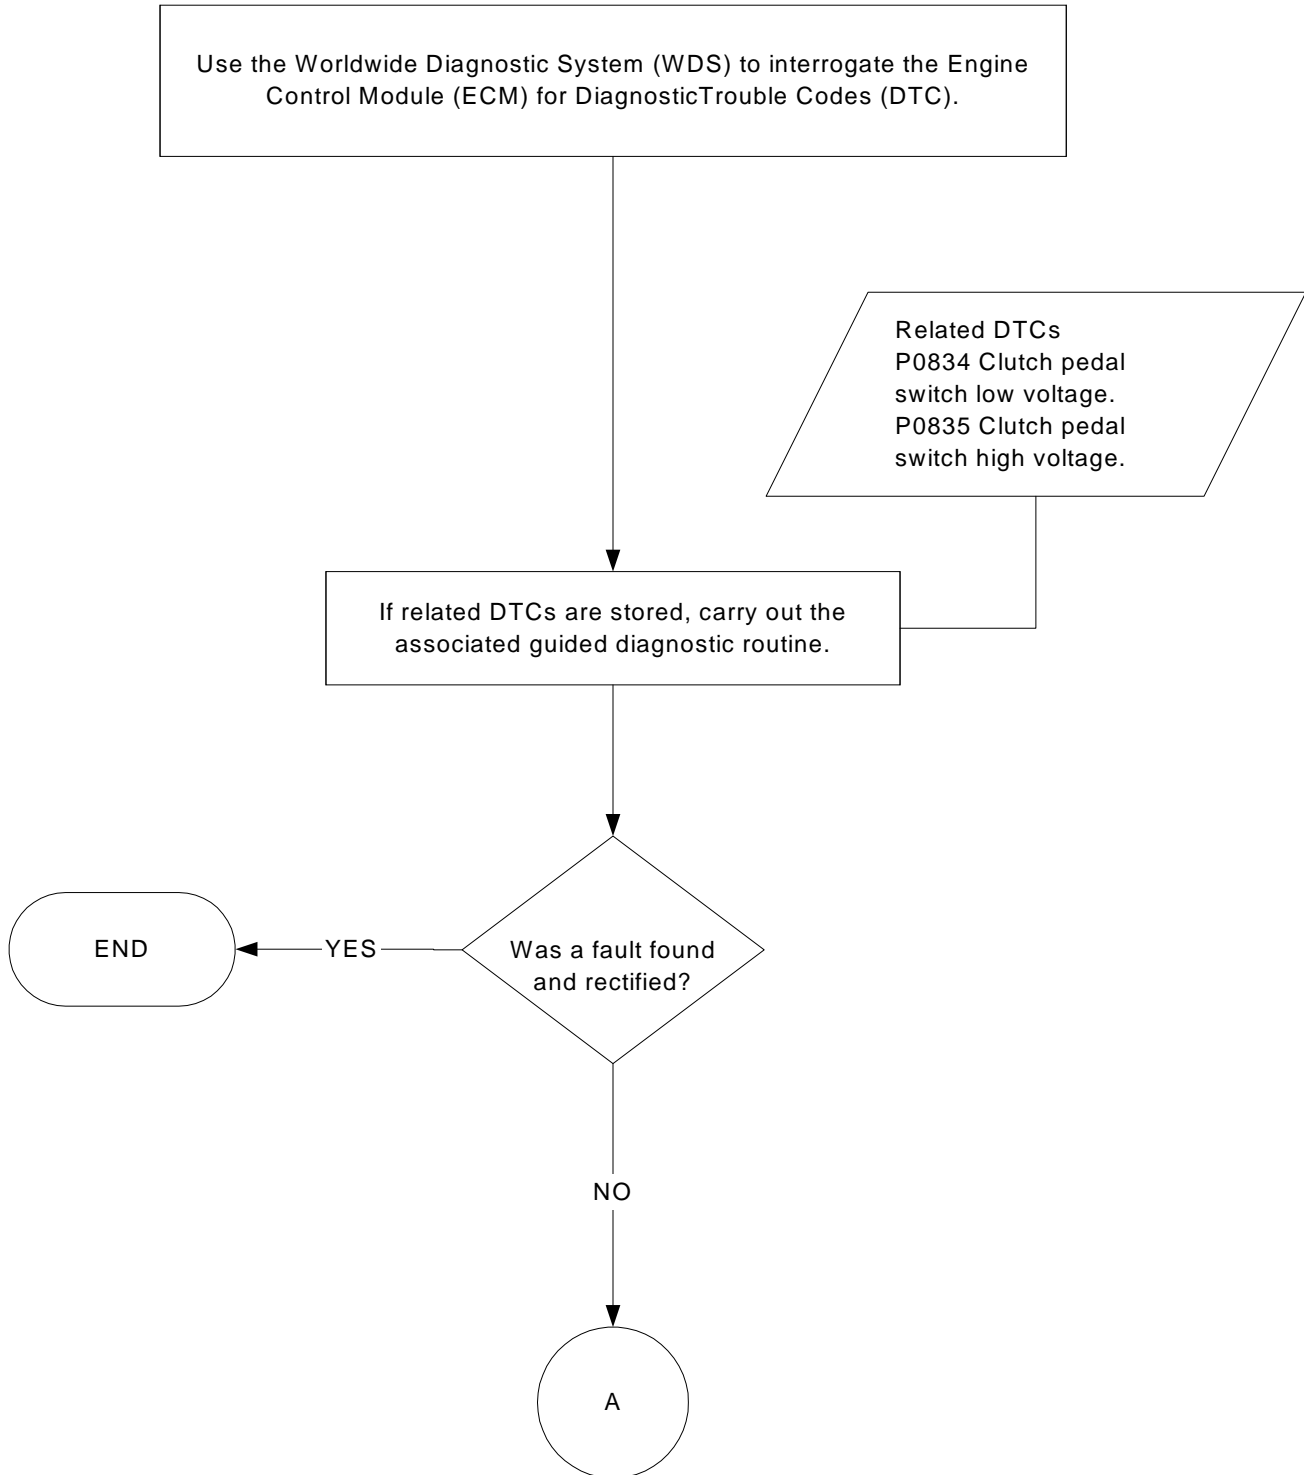 Use the Worldwide Diagnostic System (WDS) to interrogate the Engine
Control Module (ECM) for DiagnosticTrouble Codes (DTC).
Related DTCs
P0834 Clutch pedal
switch low voltage.
P0835 Clutch pedal
switch high voltage.
If related DTCs are stored, carry out the
associated guided diagnostic routine.
END
YES
Was a fault found
and rectified?
NO
A